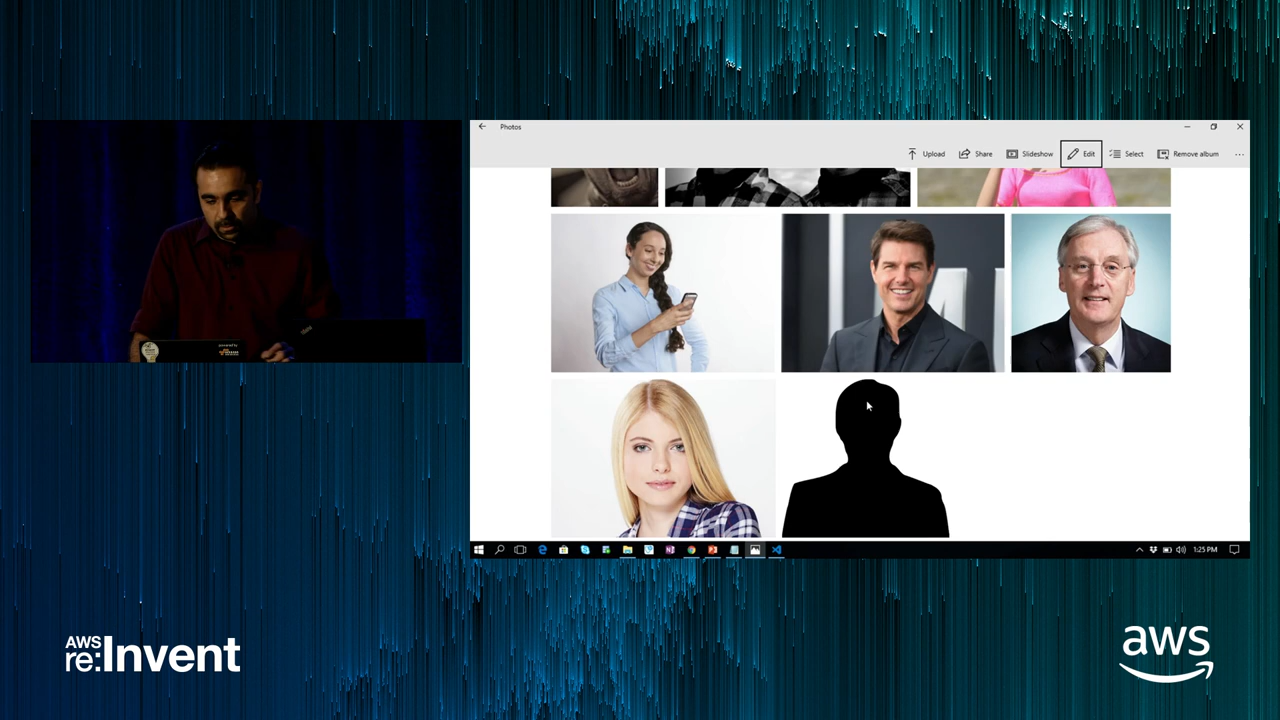 Photos
Upload Share Slideshow Edit Select Remove album
1:25 PM
AWS
re:Invent
aws